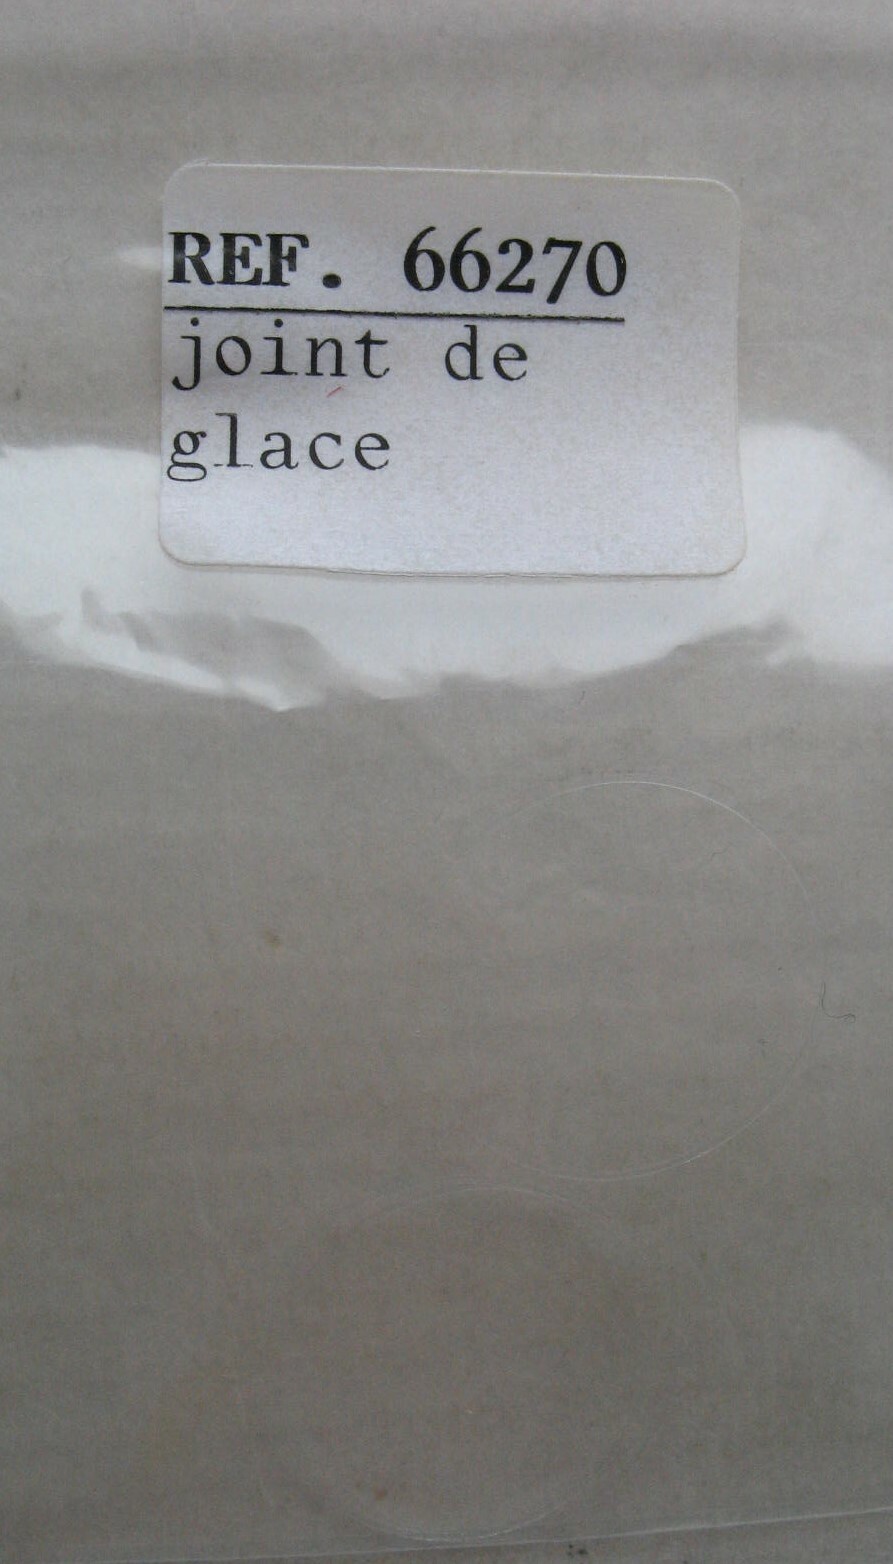 REF. 66270
joint de
glace